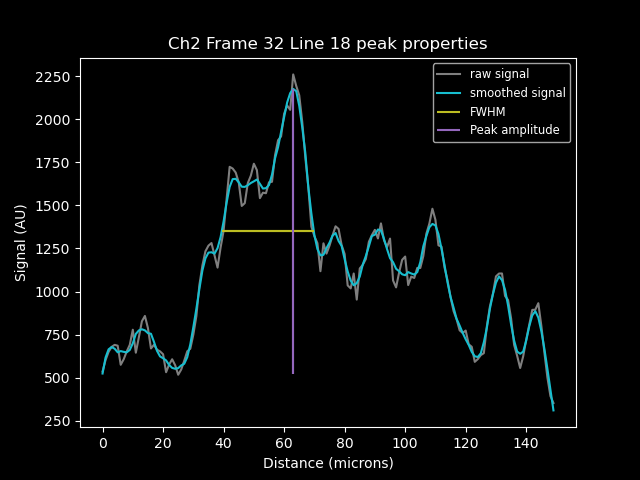 Ch2 Frame 32 Line 18 peak properties
raw signal
smoothed signal
FWHM
Peak amplitude
Signal (AU)
2250
2000
1750
1500
1250
1000
750
500
250
0 20 40 60 80 100 120 140
Distance (microns)